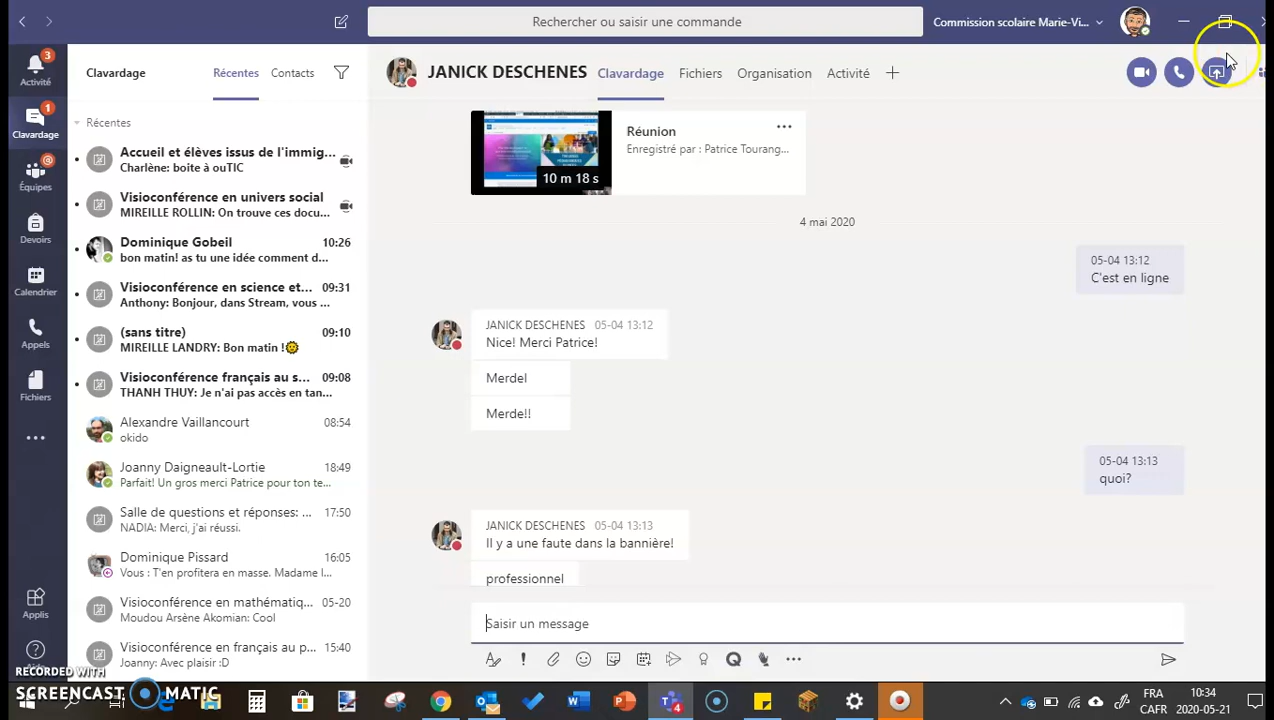 Rechercher ou saisir une commande
Commission scolaire Marie-Vi...
3
Activité
1
Clavardage
@
Équipes
Devoirs
Calendrier
Appels
Fichiers
Applis
Clavardage
Récentes
Contacts
Récentes
Accueil et élèves issus de l'immig...
Charlène: boite à ouTIC
Visioconférence en univers social
MIREILLE ROLLIN: On trouve ces docu...
Dominique Gobeil 10:26
bon matin! as tu une idée comment d...
Visioconférence en science et... 09:31
Anthony: Bonjour, dans Stream, vous ...
(sans titre) 09:10
MIREILLE LANDRY: Bon matin !
Visioconférence français au s... 09:08
THANH THUY: Je n'ai pas accès en tan...
Alexandre Vaillancourt 08:54
okido
Joanny Daigneault-Lortie 18:49
Parfait! Un gros merci Patrice pour ton te...
Salle de questions et réponses: ... 17:50
NADIA: Merci, j'ai réussi.
Dominique Pissard 16:05
Vous : T'en profitera en masse. Madame l...
Visioconférence en mathématiq... 05-20
Moudou Arsène Akomian: Cool
Visioconférence en français au p... 15:40
Joanny: Avec plaisir :D
JANICK DESCHENES Clavardage Fichiers Organisation Activité
10 m 18 s
Réunion
Enregistré par : Patrice Tourang...
4 mai 2020
05-04 13:12
C'est en ligne
JANICK DESCHENES 05-04 13:12
Nice! Merci Patrice!
Merdel
Merde!!
05-04 13:13
quoi?
JANICK DESCHENES 05-04 13:13
Il y a une faute dans la bannière!
professionnel
Saisir un message
RECORDED WITH
SCREENCAST MATIC
4
FRA
CAFR
10:34
2020-05-21